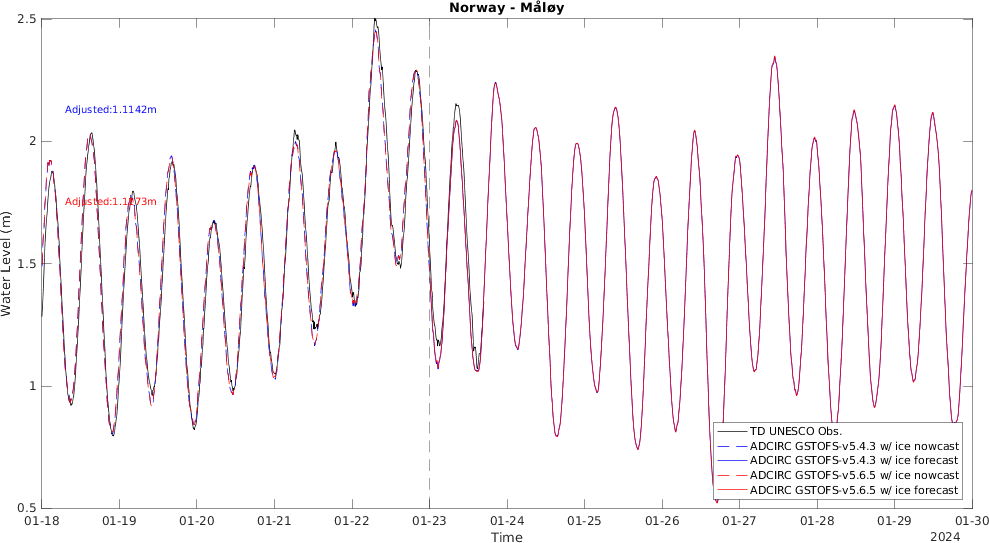 Norway - Måløy
2.5
2
1.5
1
0.5
Water Level (m)
Adjusted:1.1142m
TD UNESCO Obs.
ADCIRC GSTOFS-v5.4.3 w/ ice nowcast
ADCIRC GSTOFS-v5.4.3 w/ ice forecast
ADCIRC GSTOFS-v5.6.5 w/ ice nowcast
ADCIRC GSTOFS-v5.6.5 w/ ice forecast
01-18 01-19 01-20 01-21 01-22 01-23 01-24 01-25 01-26 01-27 01-28 01-29 01-30
Time
2024